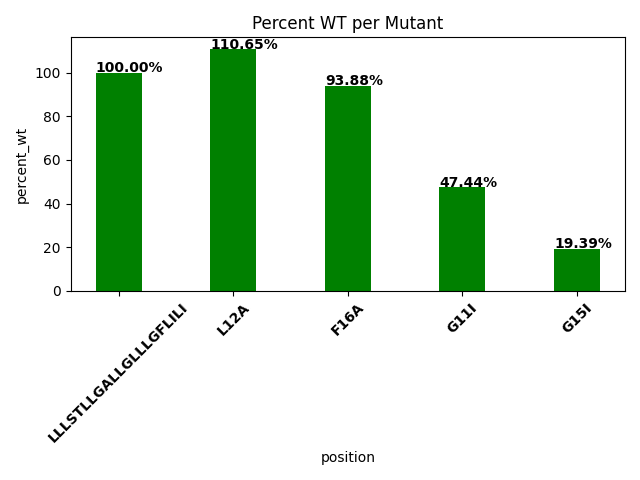 Percent WT per Mutant
percent_wt
100
80
60
40
20
0
100.00%
110.65%
93.88%
47.44%
19.39%
LLLSTLLGALLGLLLGFLILI
L12A
F16A
G11I
G15I
position